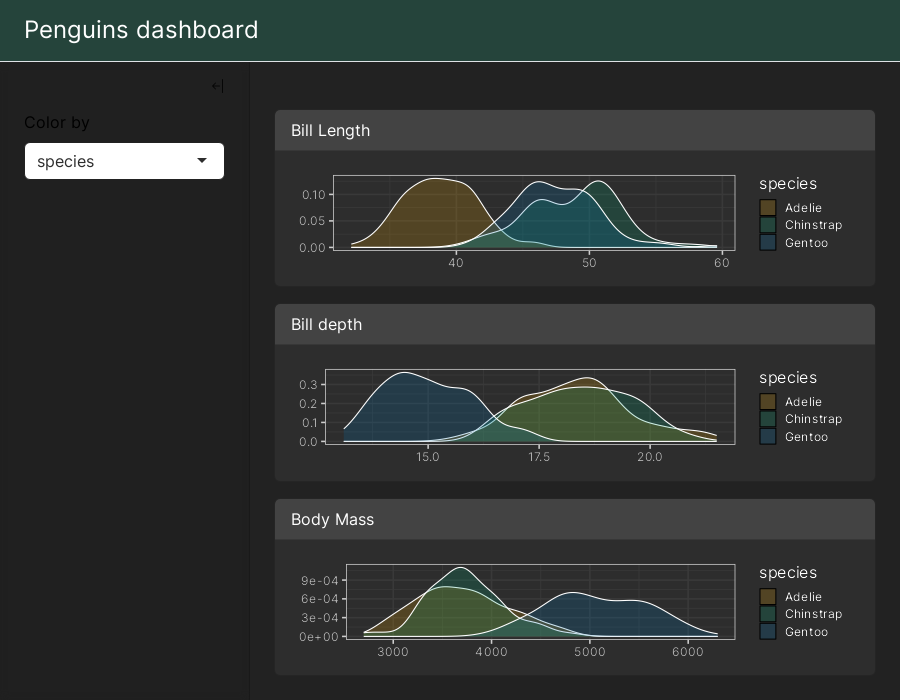 Penguins dashboard
Color by
species
Bill Length
0.10
0.05
0.00
40 50 60
species
Adelie
Chinstrap
Gentoo
Bill depth
0.3
0.2
0.1
0.0
15.0 17.5 20.0
species
Adelie
Chinstrap
Gentoo
Body Mass
9e-04
6e-04
3e-04
0e+00
3000 4000 5000 6000
species
Adelie
Chinstrap
Gentoo